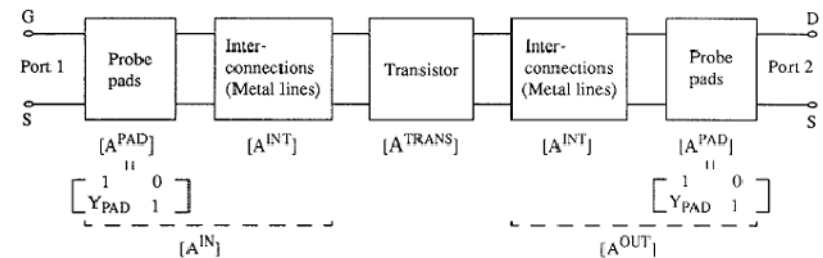 G
D
Port 1
Probe
pads
Inter-
connections
(Metal lines)
Transistor
Inter-
connections
(Metal lines)
Probe
pads
Port 2
S
S
[A^PAD]
[A^INT]
[A^TRANS]
[A^INT]
[A^PAD]
=
=
[ 1 0
Y_PAD 1 ]
[ 1 0
Y_PAD 1 ]
[A^IN]
[A^OUT]